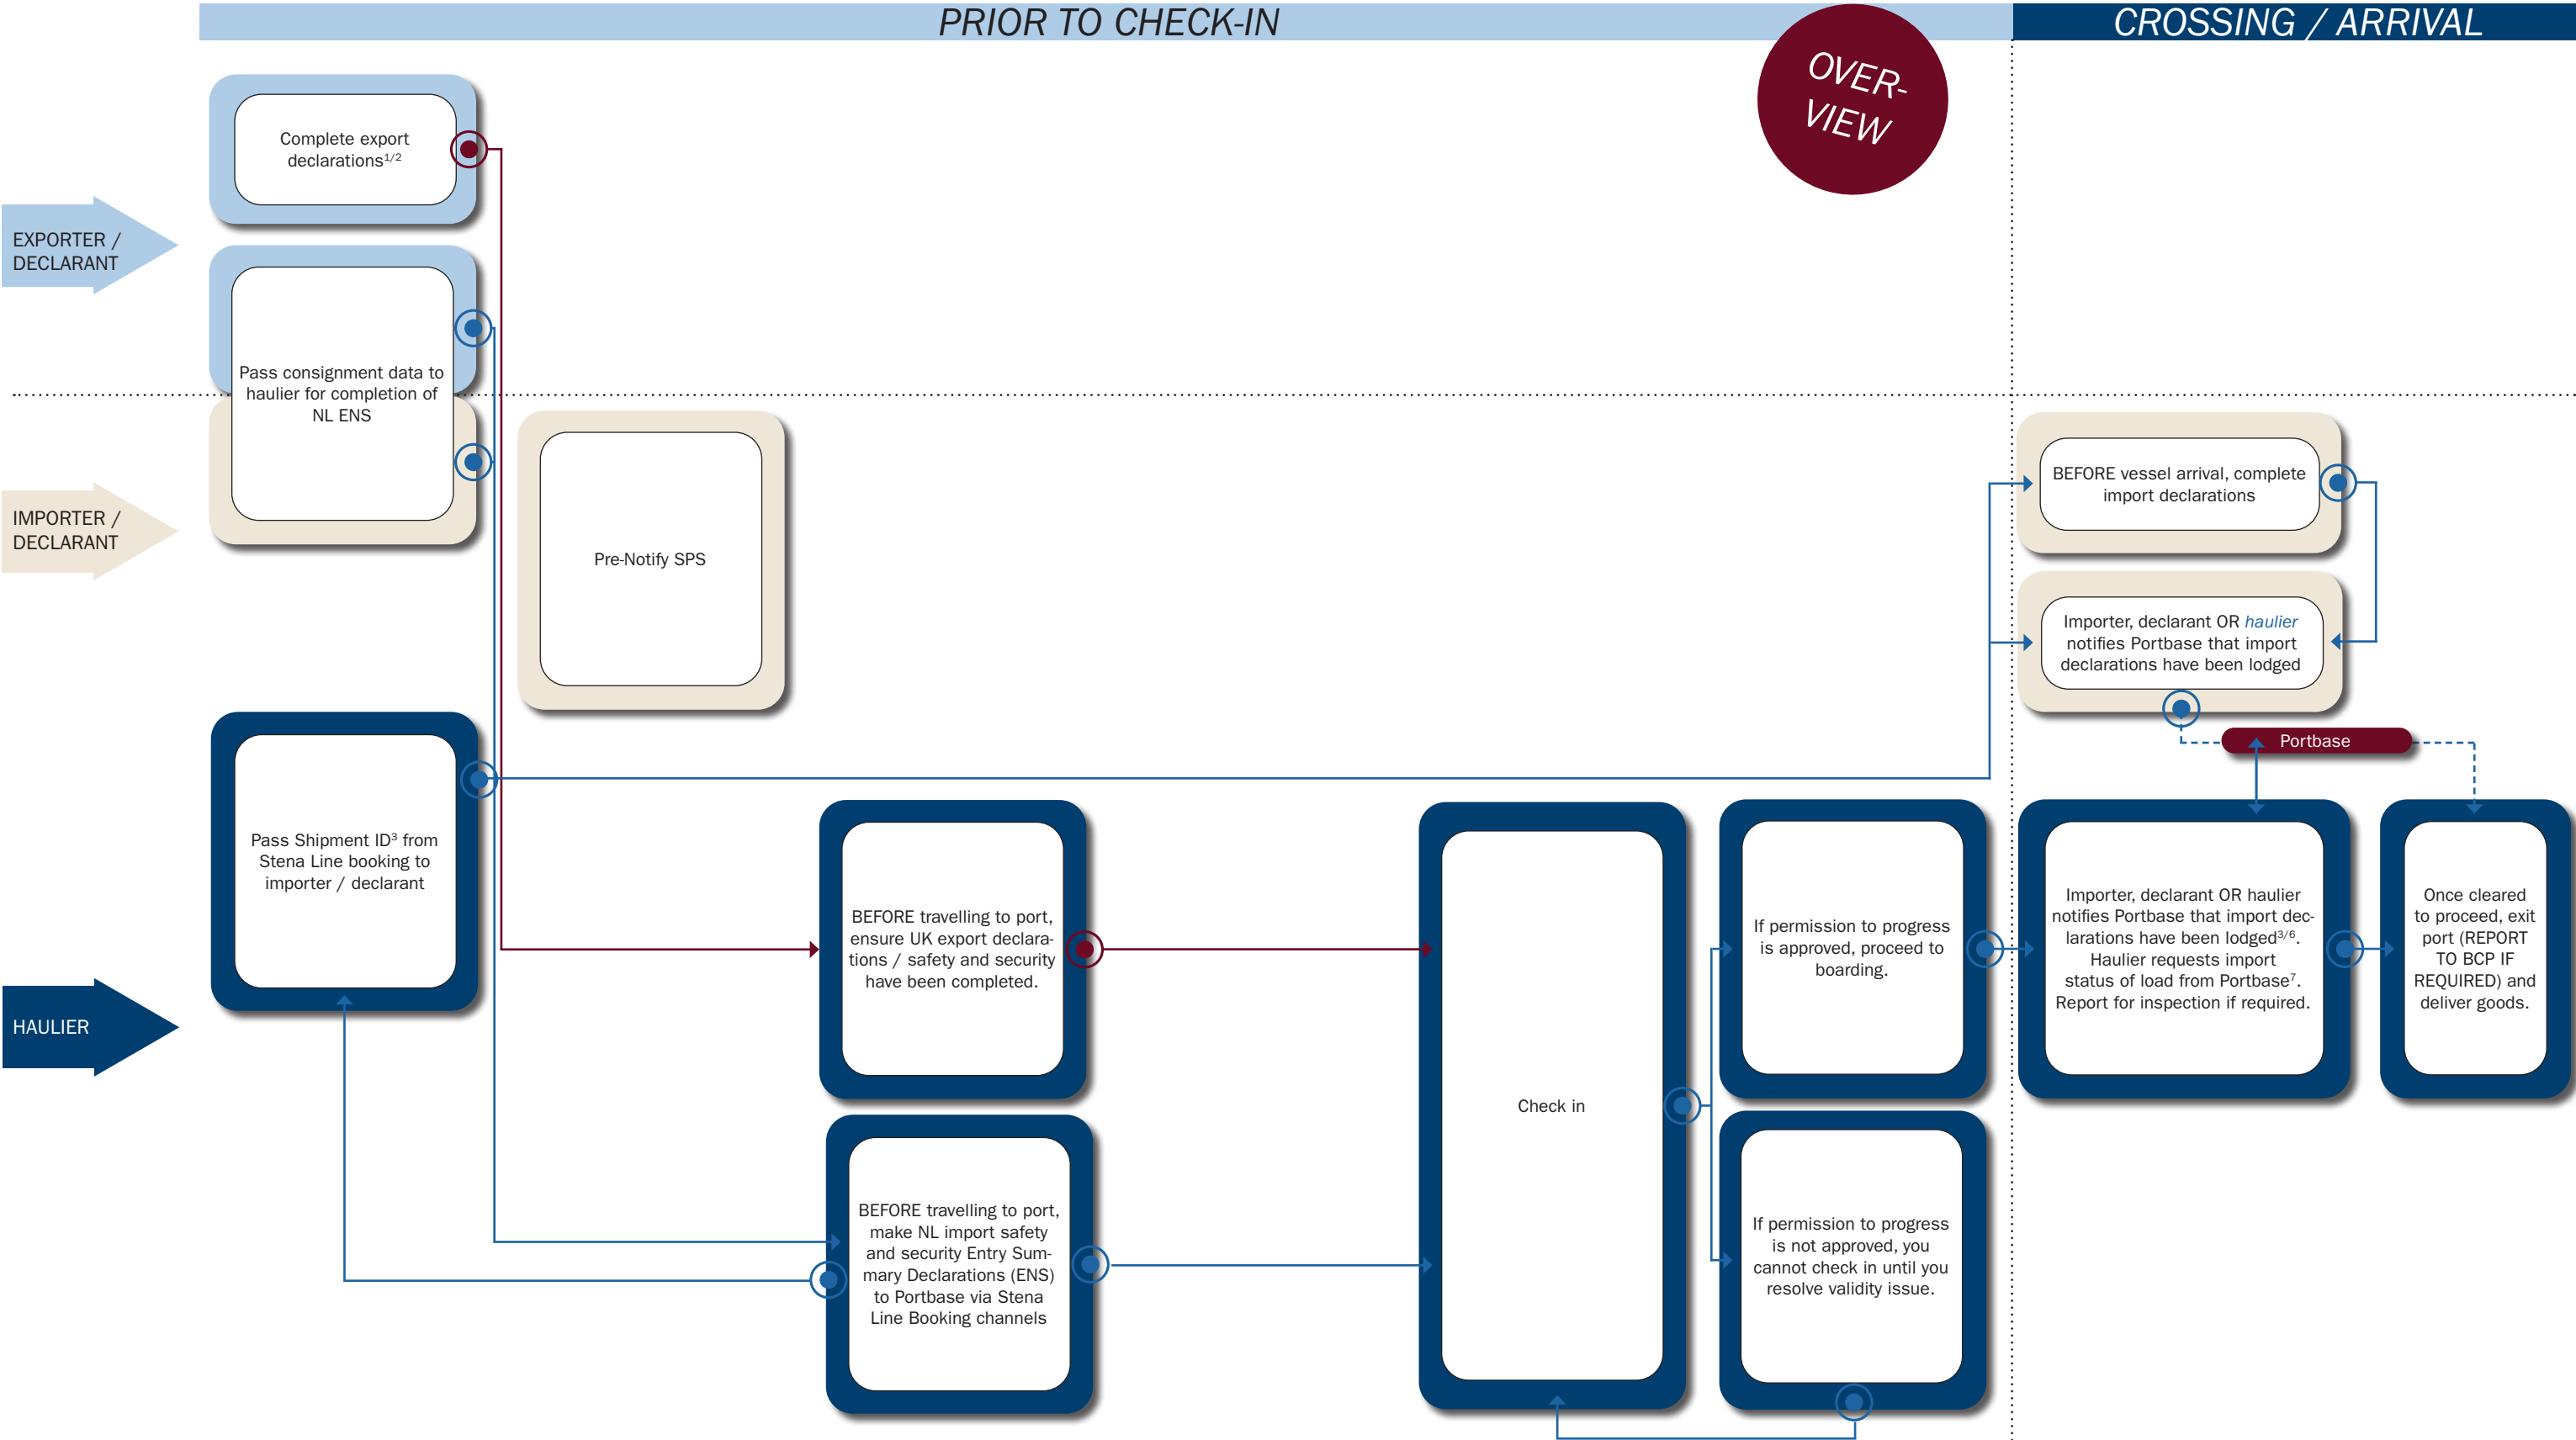 PRIOR TO CHECK-IN
CROSSING / ARRIVAL
OVER-
VIEW
Complete export
declarations1/2
EXPORTER /
DECLARANT
Pass consignment data to
haulier for completion of
NL ENS
IMPORTER /
DECLARANT
Pre-Notify SPS
BEFORE vessel arrival, complete
import declarations
Importer, declarant OR haulier
notifies Portbase that import
declarations have been lodged
Portbase
HAULIER
Pass Shipment ID3 from
Stena Line booking to
importer / declarant
BEFORE travelling to port,
ensure UK export declara-
tions / safety and security
have been completed.
BEFORE travelling to port,
make NL import safety
and security Entry Sum-
mary Declarations (ENS)
to Portbase via Stena
Line Booking channels
Check in
If permission to progress
is approved, proceed to
boarding.
If permission to progress
is not approved, you
cannot check in until you
resolve validity issue.
Importer, declarant OR haulier
notifies Portbase that import dec-
larations have been lodged3/6.
Haulier requests import
status of load from Portbase7.
Report for inspection if required.
Once cleared
to proceed, exit
port (REPORT
TO BCP IF
REQUIRED) and
deliver goods.